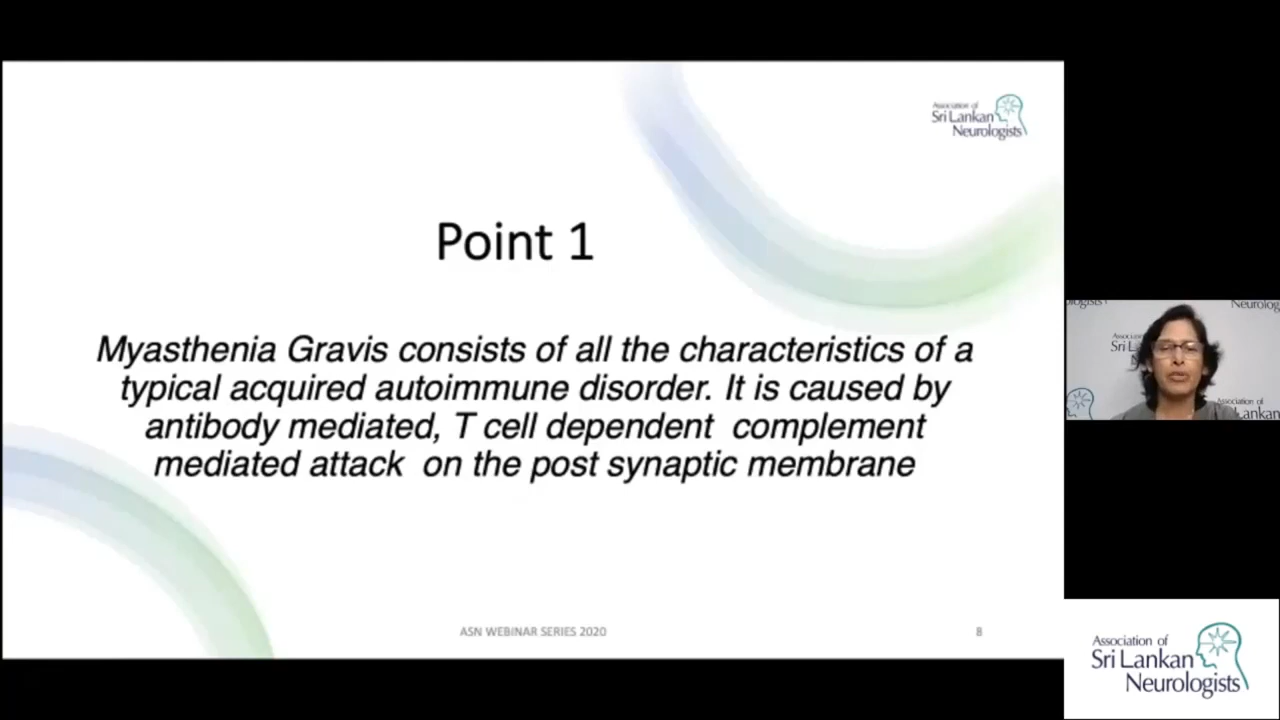 Association of
Sri Lankan
Neurologists
Point 1
Myasthenia Gravis consists of all the characteristics of a
typical acquired autoimmune disorder. It is caused by
antibody mediated, T cell dependent complement
mediated attack on the post synaptic membrane
ASN WEBINAR SERIES 2020
8
Association of
Sri Lankan
Neurologists